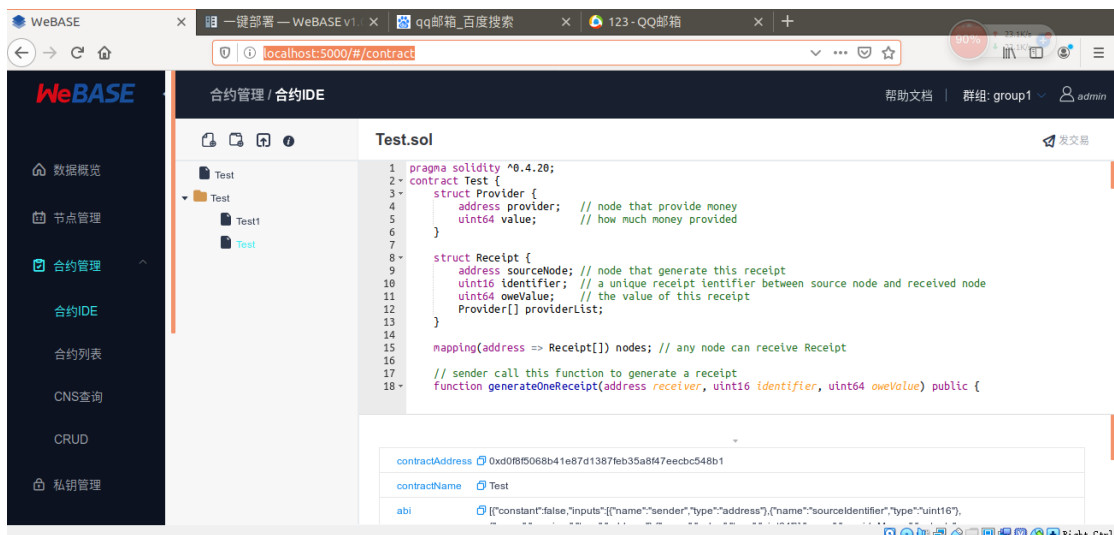 WeBASE
一键部署 — WeBASE v1.
qq邮箱_百度搜索
123 - QQ邮箱
localhost:5000/#/contract
90%
WeBASE
合约管理 / 合约IDE
帮助文档
群组: group1
admin
数据概览
节点管理
合约管理
合约IDE
合约列表
CNS查询
CRUD
私钥管理
Test
Test
Test1
Test
Test.sol
发交易
1 pragma solidity ^0.4.20;
2 contract Test {
3 struct Provider {
4 address provider; // node that provide money
5 uint64 value; // how much money provided
6 }
7
8 struct Receipt {
9 address sourceNode; // node that generate this receipt
10 uint16 identifier; // a unique receipt ientifier between source node and received node
11 uint64 oweValue; // the value of this receipt
12 Provider[] providerList;
13 }
14
15 mapping(address => Receipt[]) nodes; // any node can receive Receipt
16
17 // sender call this function to generate a receipt
18 function generateOneReceipt(address receiver, uint16 identifier, uint64 oweValue) public {
contractAddress 0xd0f8f5068b41e87d1387feb35a8f47eecbc548b1
contractName Test
abi [{"constant":false,"inputs":[{"name":"sender","type":"address"},{"name":"sourceIdentifier","type":"uint16"},
Right Ctrl